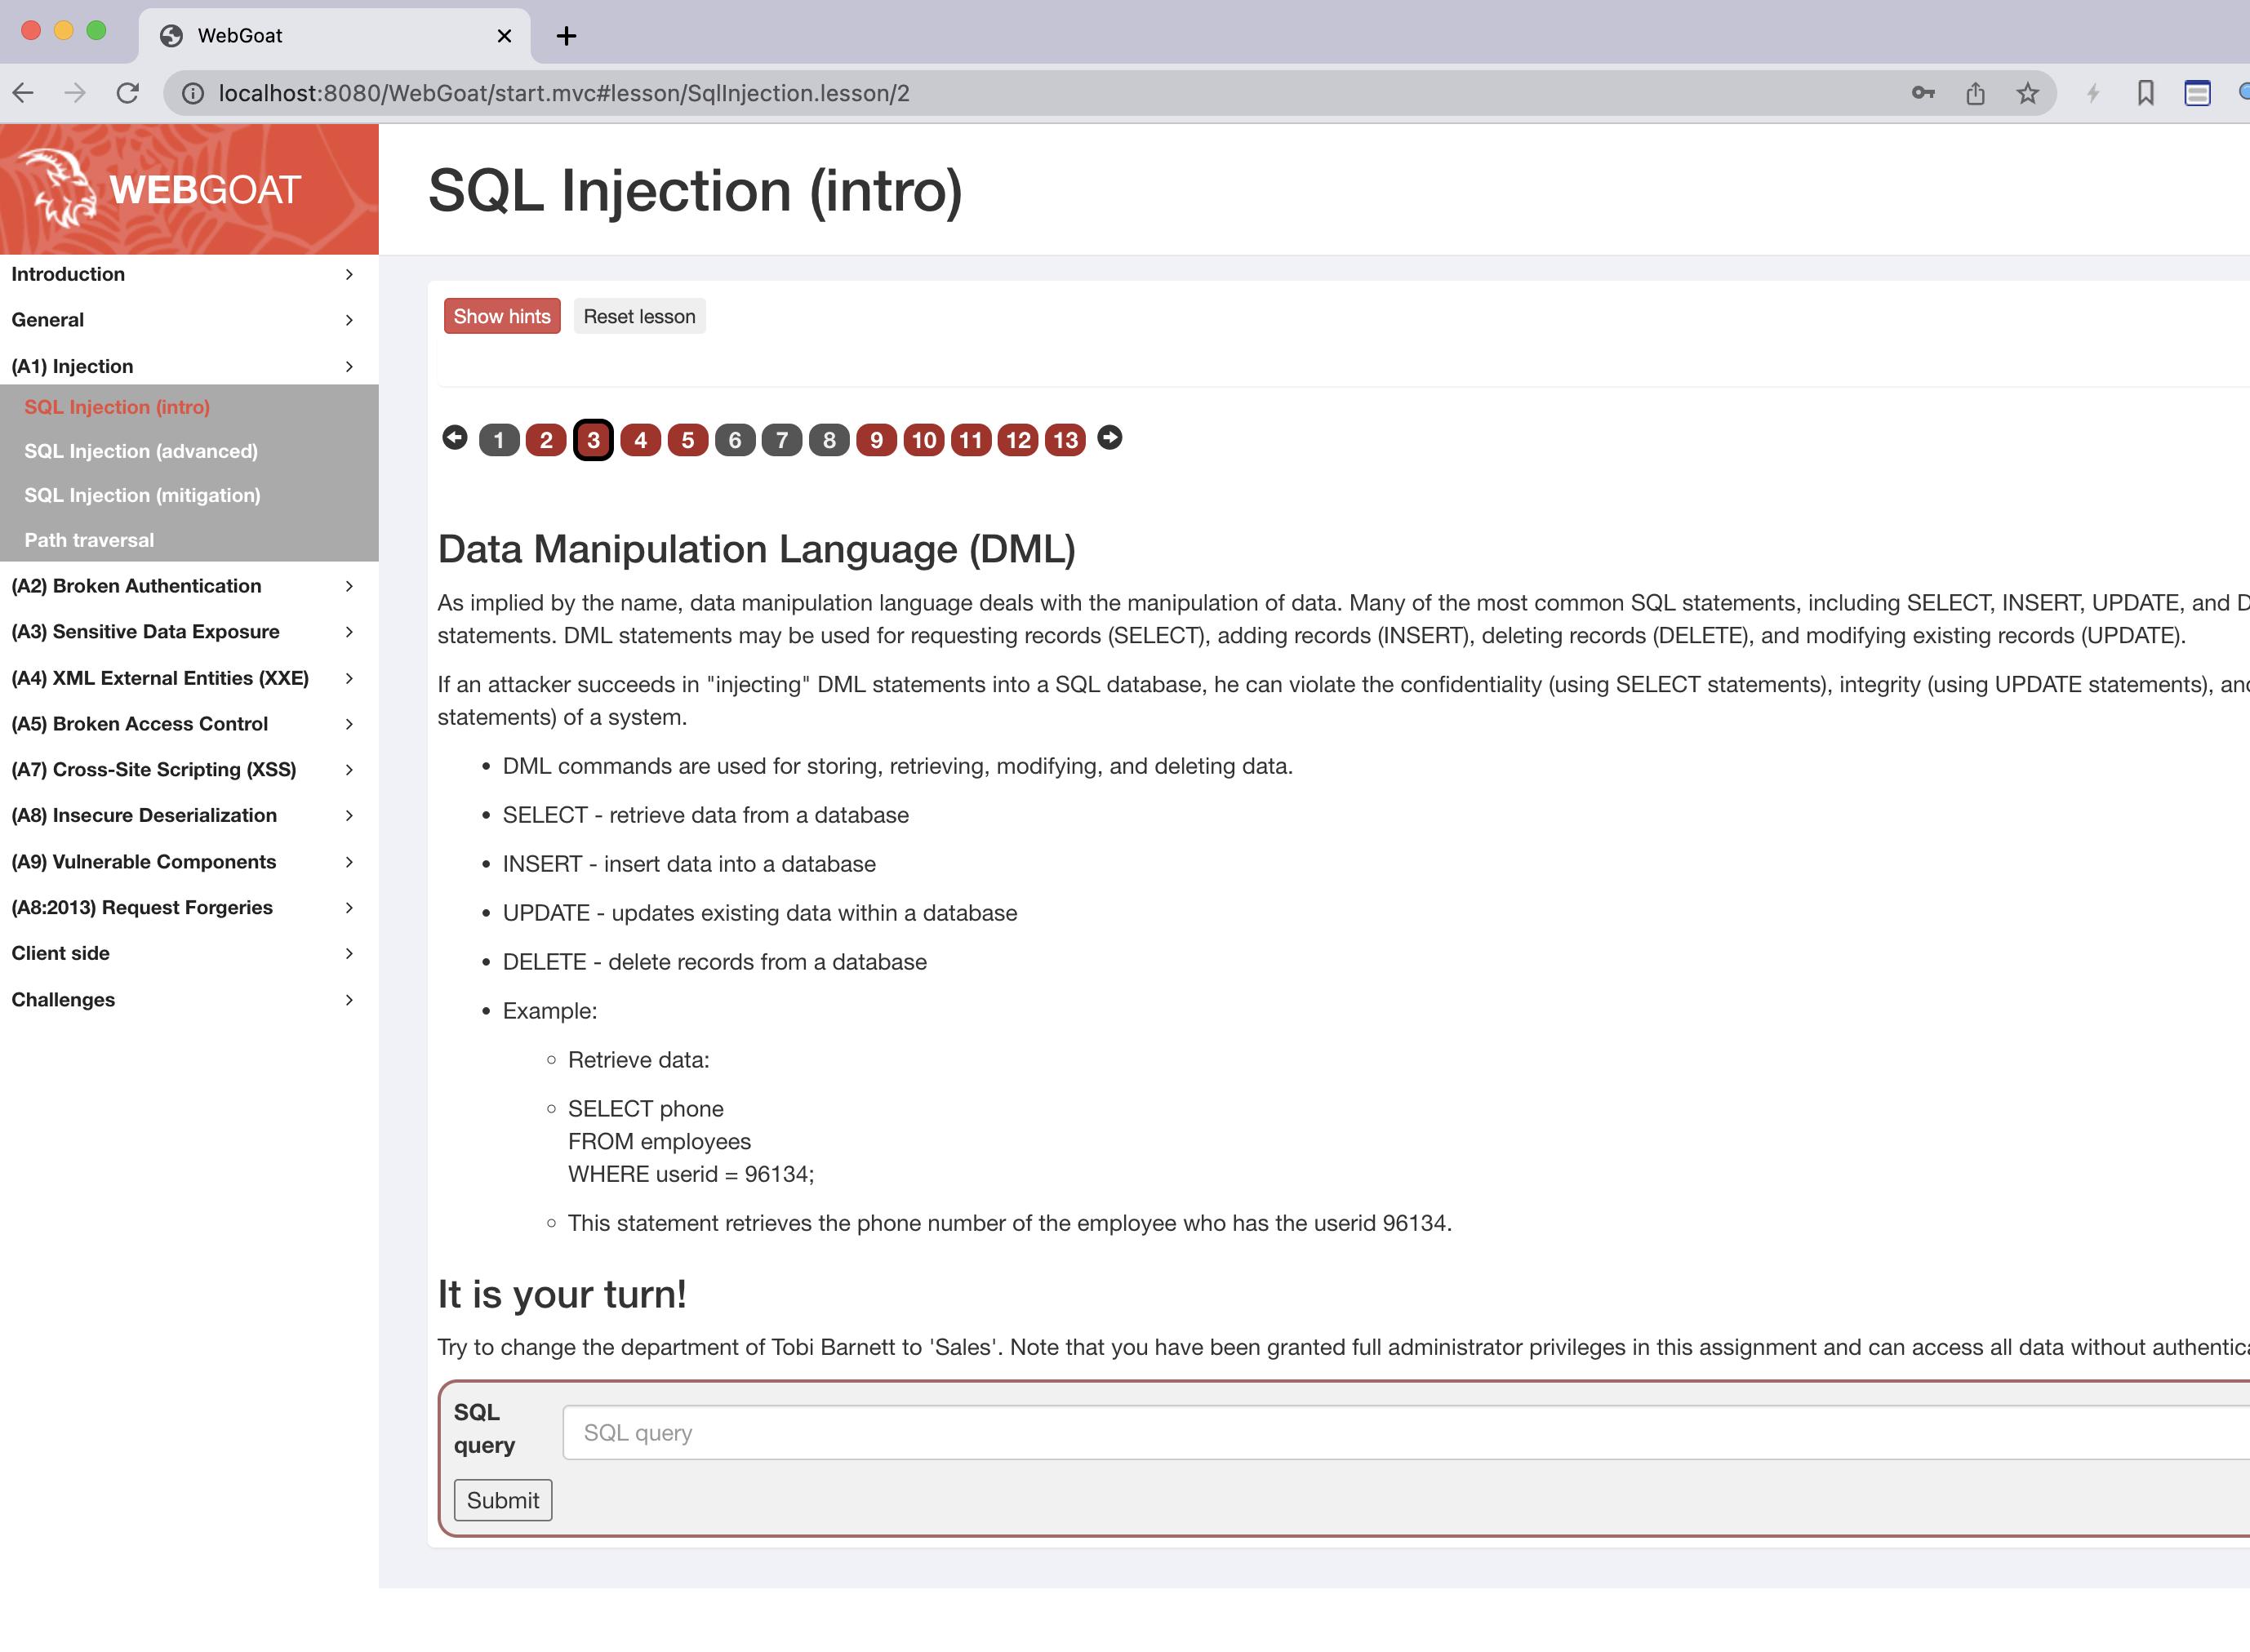 WebGoat
localhost:8080/WebGoat/start.mvc#lesson/SqlInjection.lesson/2
WEBGOAT
SQL Injection (intro)
Introduction
General
(A1) Injection
SQL Injection (intro)
SQL Injection (advanced)
SQL Injection (mitigation)
Path traversal
(A2) Broken Authentication
(A3) Sensitive Data Exposure
(A4) XML External Entities (XXE)
(A5) Broken Access Control
(A7) Cross-Site Scripting (XSS)
(A8) Insecure Deserialization
(A9) Vulnerable Components
(A8:2013) Request Forgeries
Client side
Challenges
Show hints Reset lesson
1 2 3 4 5 6 7 8 9 10 11 12 13
Data Manipulation Language (DML)
As implied by the name, data manipulation language deals with the manipulation of data. Many of the most common SQL statements, including SELECT, INSERT, UPDATE, and
statements. DML statements may be used for requesting records (SELECT), adding records (INSERT), deleting records (DELETE), and modifying existing records (UPDATE).
If an attacker succeeds in "injecting" DML statements into a SQL database, he can violate the confidentiality (using SELECT statements), integrity (using UPDATE statements),
statements) of a system.
• DML commands are used for storing, retrieving, modifying, and deleting data.
• SELECT - retrieve data from a database
• INSERT - insert data into a database
• UPDATE - updates existing data within a database
• DELETE - delete records from a database
• Example:
◦ Retrieve data:
◦ SELECT phone
FROM employees
WHERE userid = 96134;
◦ This statement retrieves the phone number of the employee who has the userid 96134.
It is your turn!
Try to change the department of Tobi Barnett to 'Sales'. Note that you have been granted full administrator privileges in this assignment and can access all data without
SQL
query
SQL query
Submit